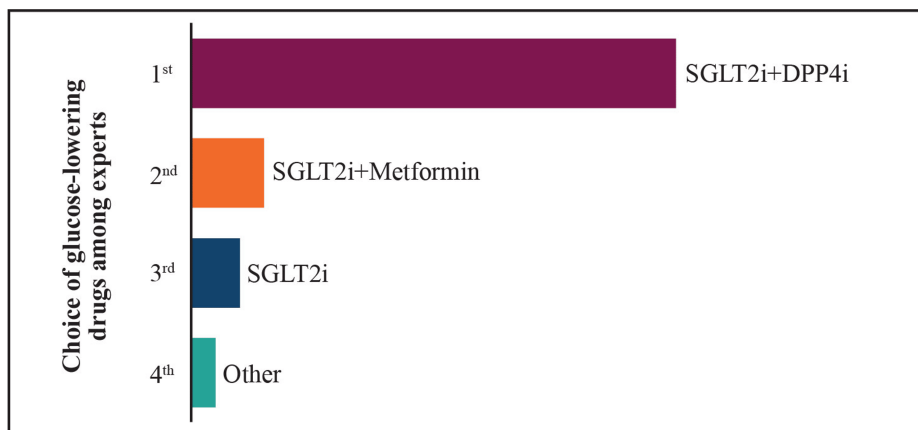 Choice of glucose-lowering
drugs among experts
1st
SGLT2i+DPP4i
2nd
SGLT2i+Metformin
3rd
SGLT2i
4th
Other